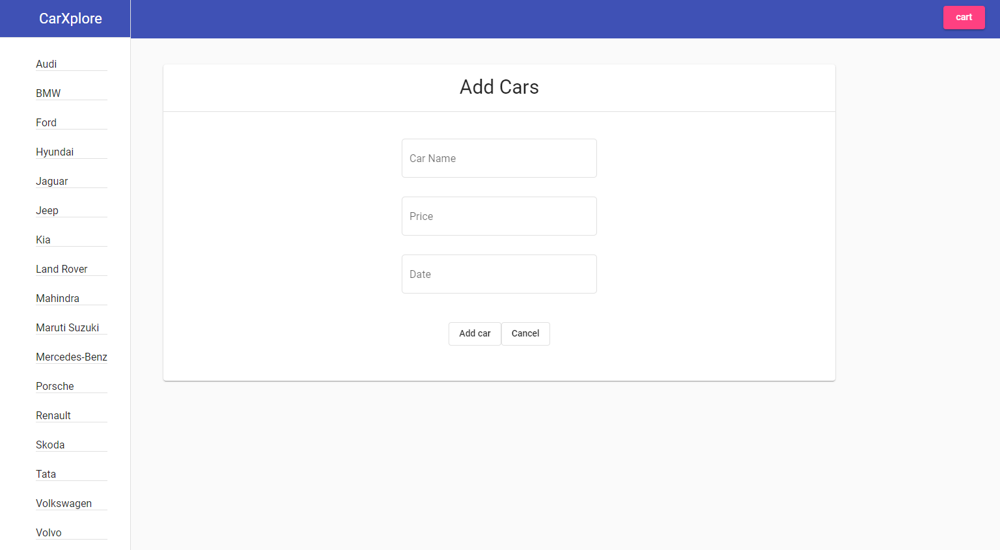 CarXplore
cart
Audi
BMW
Ford
Hyundai
Jaguar
Jeep
Kia
Land Rover
Mahindra
Maruti Suzuki
Mercedes-Benz
Porsche
Renault
Skoda
Tata
Volkswagen
Volvo
Add Cars
Car Name
Price
Date
Add car Cancel